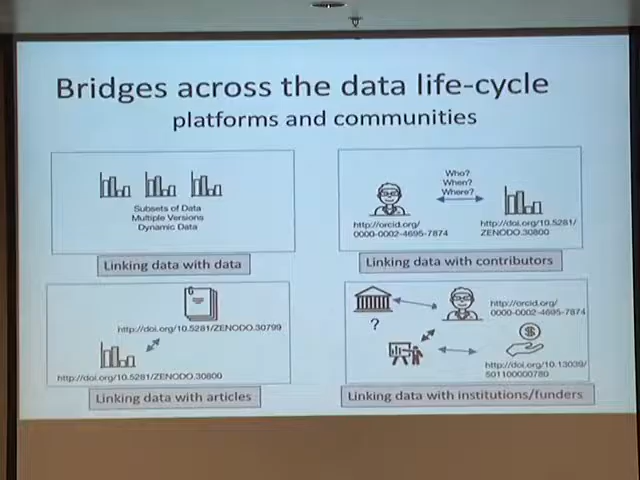 Bridges across the data life-cycle
platforms and communities
Subsets of Data
Multiple Versions
Dynamic Data
Linking data with data
Who?
When?
Where?
http://orcid.org/
0000-0002-4695-7874
http://doi.org/10.5281/
ZENODO.30800
Linking data with contributors
http://doi.org/10.5281/ZENODO.30799
http://doi.org/10.5281/ZENODO.30800
Linking data with articles
?
http://orcid.org/
0000-0002-4695-7874
$
http://doi.org/10.13039/
501100000780
Linking data with institutions/funders